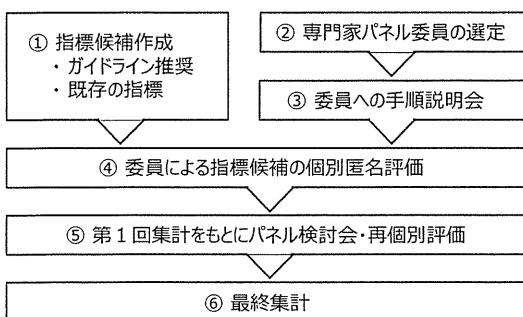 ① 指標候補作成
・ ガイドライン推奨
・ 既存の指標
② 専門家パネル委員の選定
③ 委員への手順説明会
④ 委員による指標候補の個別匿名評価
⑤ 第1回集計をもとにパネル検討会・再個別評価
⑥ 最終集計